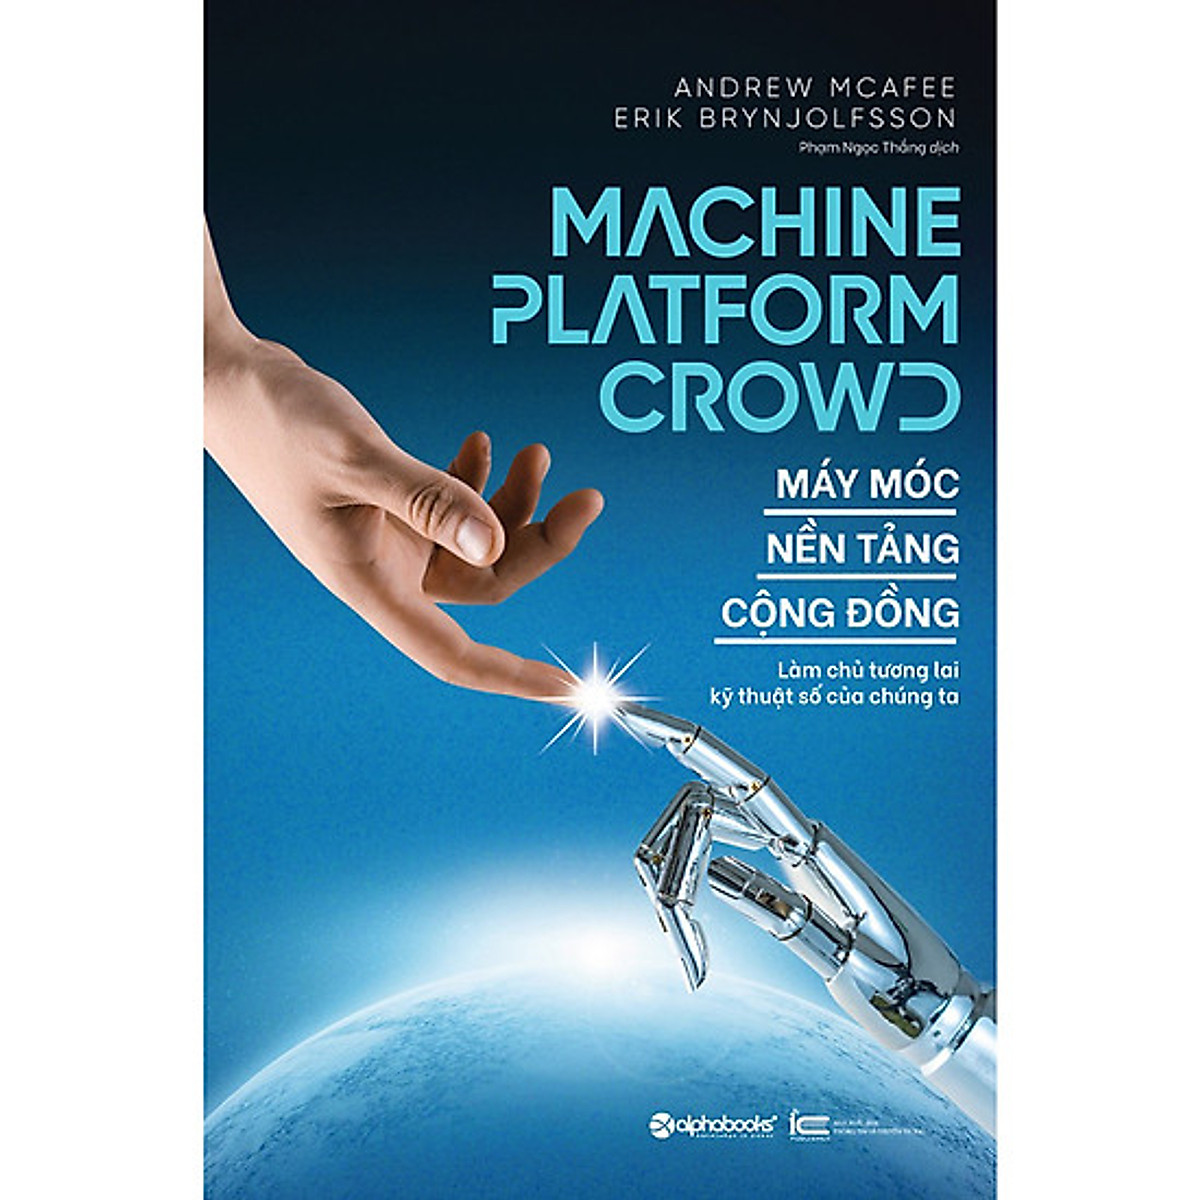 ANDREW MCAFEE
ERIK BRYNJOLFSSON
Phạm Ngọc Thắng dịch
MACHINE
PLATFORM
CROWD
MÁY MÓC
NỀN TẢNG
CỘNG ĐỒNG
Làm chủ tương lai
kỹ thuật số của chúng ta
alphabooks®